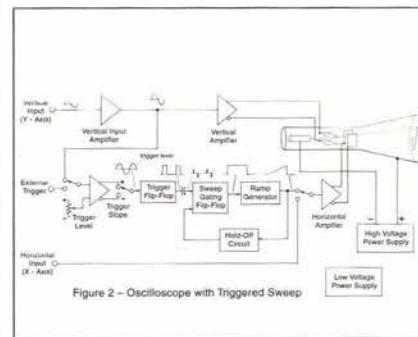 Vertical
Input
(Y - Axis)
Vertical Input
Amplifier
Vertical
Amplifier
trigger level
External
Trigger
Trigger
Level
Trigger
Slope
Trigger
Flip-Flop
Sweep
Gating
Flip-Flop
Ramp
Generator
Hold-Off
Circuit
Horizontal
Amplifier
High Voltage
Power Supply
Horizontal
Input
(X - Axis)
Low Voltage
Power Supply
Figure 2 – Oscilloscope with Triggered Sweep